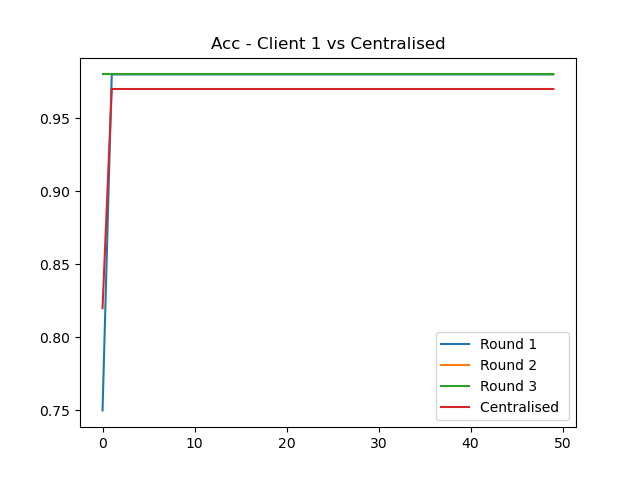 Acc - Client 1 vs Centralised
0.95
0.90
0.85
0.80
0.75
0 10 20 30 40 50
Round 1
Round 2
Round 3
Centralised